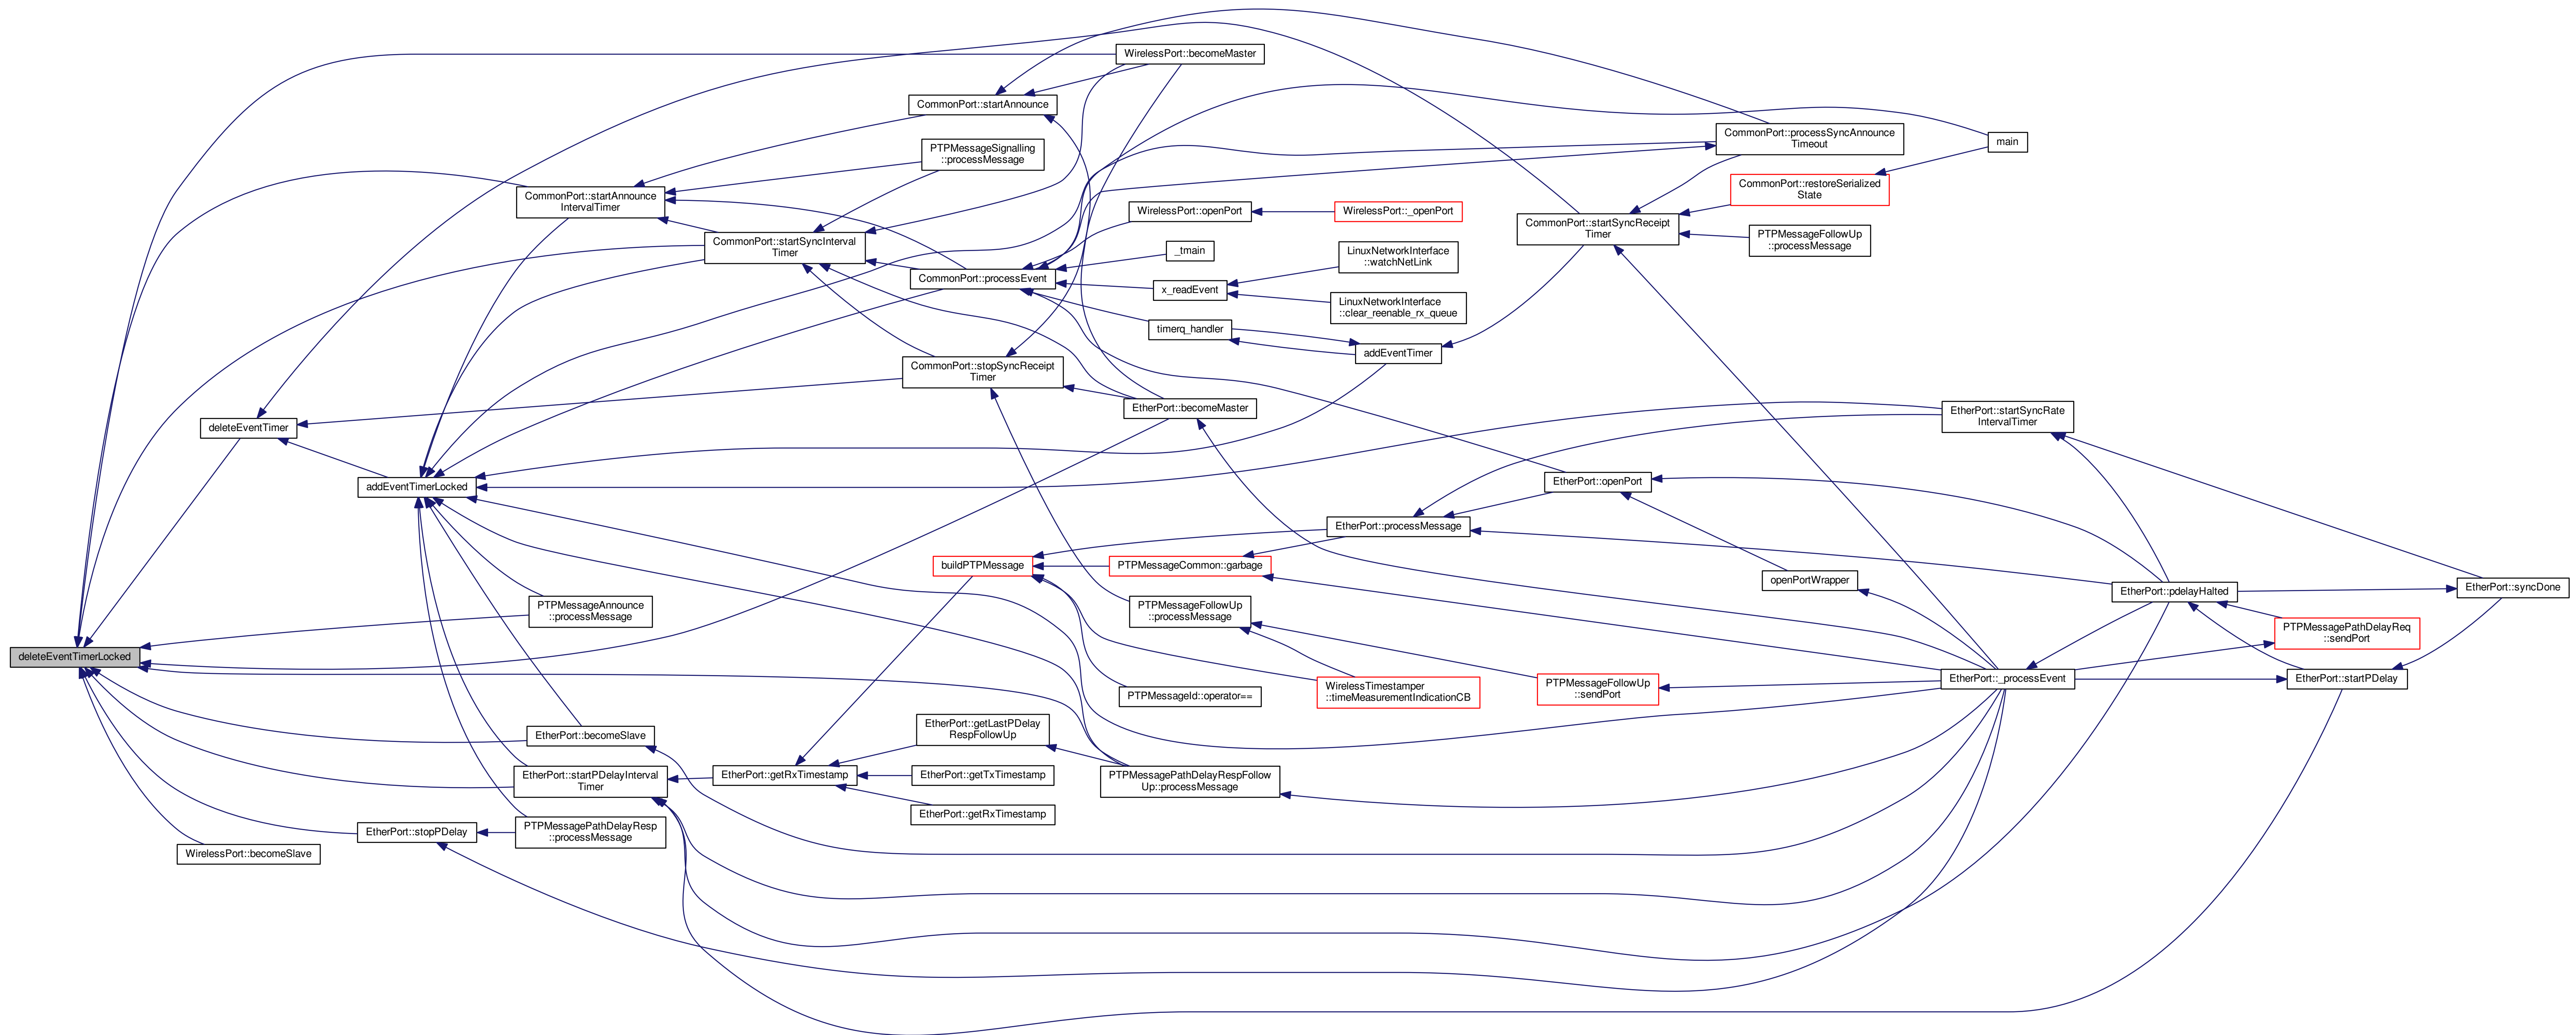 WirelessPort::becomeMaster
CommonPort::startAnnounce
CommonPort::processSyncAnnounce
Timeout
main
PTPMessageSignalling
::processMessage
CommonPort::restoreSerialized
State
CommonPort::startAnnounce
IntervalTimer
WirelessPort::openPort
WirelessPort::_openPort
CommonPort::startSyncReceipt
Timer
PTPMessageFollowUp
::processMessage
CommonPort::startSyncInterval
Timer
_tmain
LinuxNetworkInterface
::watchNetLink
CommonPort::processEvent
x_readEvent
LinuxNetworkInterface
::clear_reenable_rx_queue
timerq_handler
addEventTimer
CommonPort::stopSyncReceipt
Timer
EtherPort::becomeMaster
EtherPort::startSyncRate
IntervalTimer
deleteEventTimer
addEventTimerLocked
EtherPort::openPort
EtherPort::processMessage
buildPTPMessage
PTPMessageCommon::garbage
openPortWrapper
EtherPort::pdelayHalted
EtherPort::syncDone
PTPMessageAnnounce
::processMessage
PTPMessageFollowUp
::processMessage
PTPMessagePathDelayReq
::sendPort
deleteEventTimerLocked
EtherPort::_processEvent
EtherPort::startPDelay
PTPMessageId::operator==
WirelessTimestamper
::timeMeasurementIndicationCB
PTPMessageFollowUp
::sendPort
EtherPort::becomeSlave
EtherPort::getLastPDelay
RespFollowUp
EtherPort::startPDelayInterval
Timer
EtherPort::getRxTimestamp
EtherPort::getTxTimestamp
PTPMessagePathDelayRespFollow
Up::processMessage
EtherPort::getRxTimestamp
EtherPort::stopPDelay
PTPMessagePathDelayResp
::processMessage
WirelessPort::becomeSlave